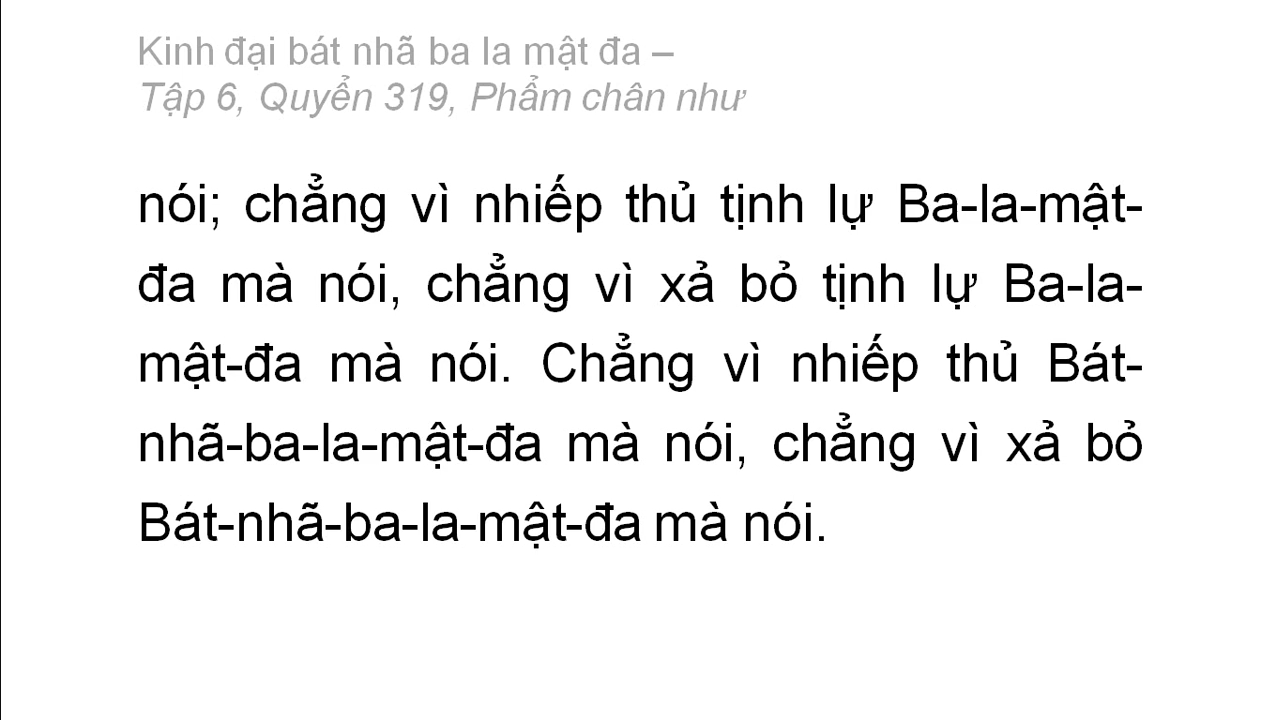 Kinh đại bát nhã ba la mật đa –
Tập 6, Quyển 319, Phẩm chân như
nói; chẳng vì nhiếp thủ tịnh lự Ba-la-mật-
đa mà nói, chẳng vì xả bỏ tịnh lự Ba-la-
mật-đa mà nói. Chẳng vì nhiếp thủ Bát-
nhã-ba-la-mật-đa mà nói, chẳng vì xả bỏ
Bát-nhã-ba-la-mật-đa mà nói.